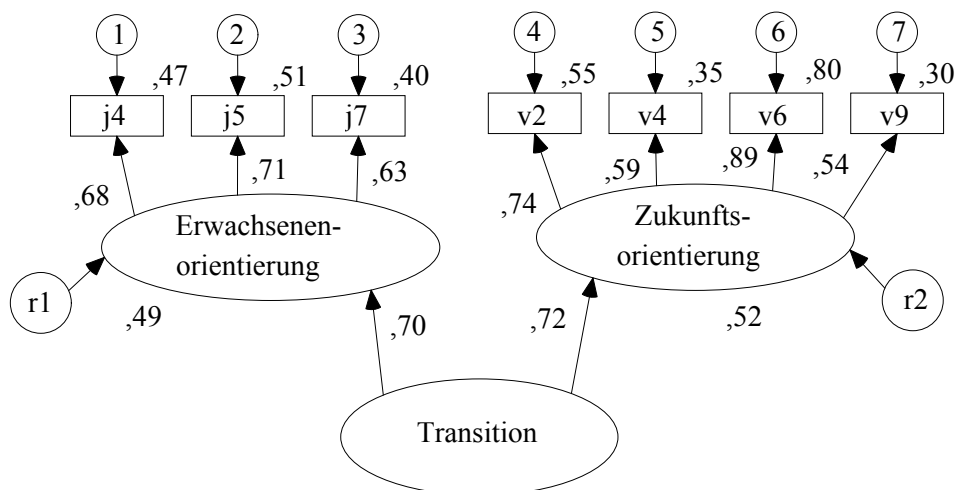 1 2 3 4 5 6 7
,47 ,51 ,40 ,55 ,35 ,80 ,30
j4 j5 j7 v2 v4 v6 v9
,68 ,71 ,63 ,74 ,59 ,89 ,54
Erwachsenen-
orientierung
Zukunfts-
orientierung
r1 r2
,49 ,70 ,72 ,52
Transition